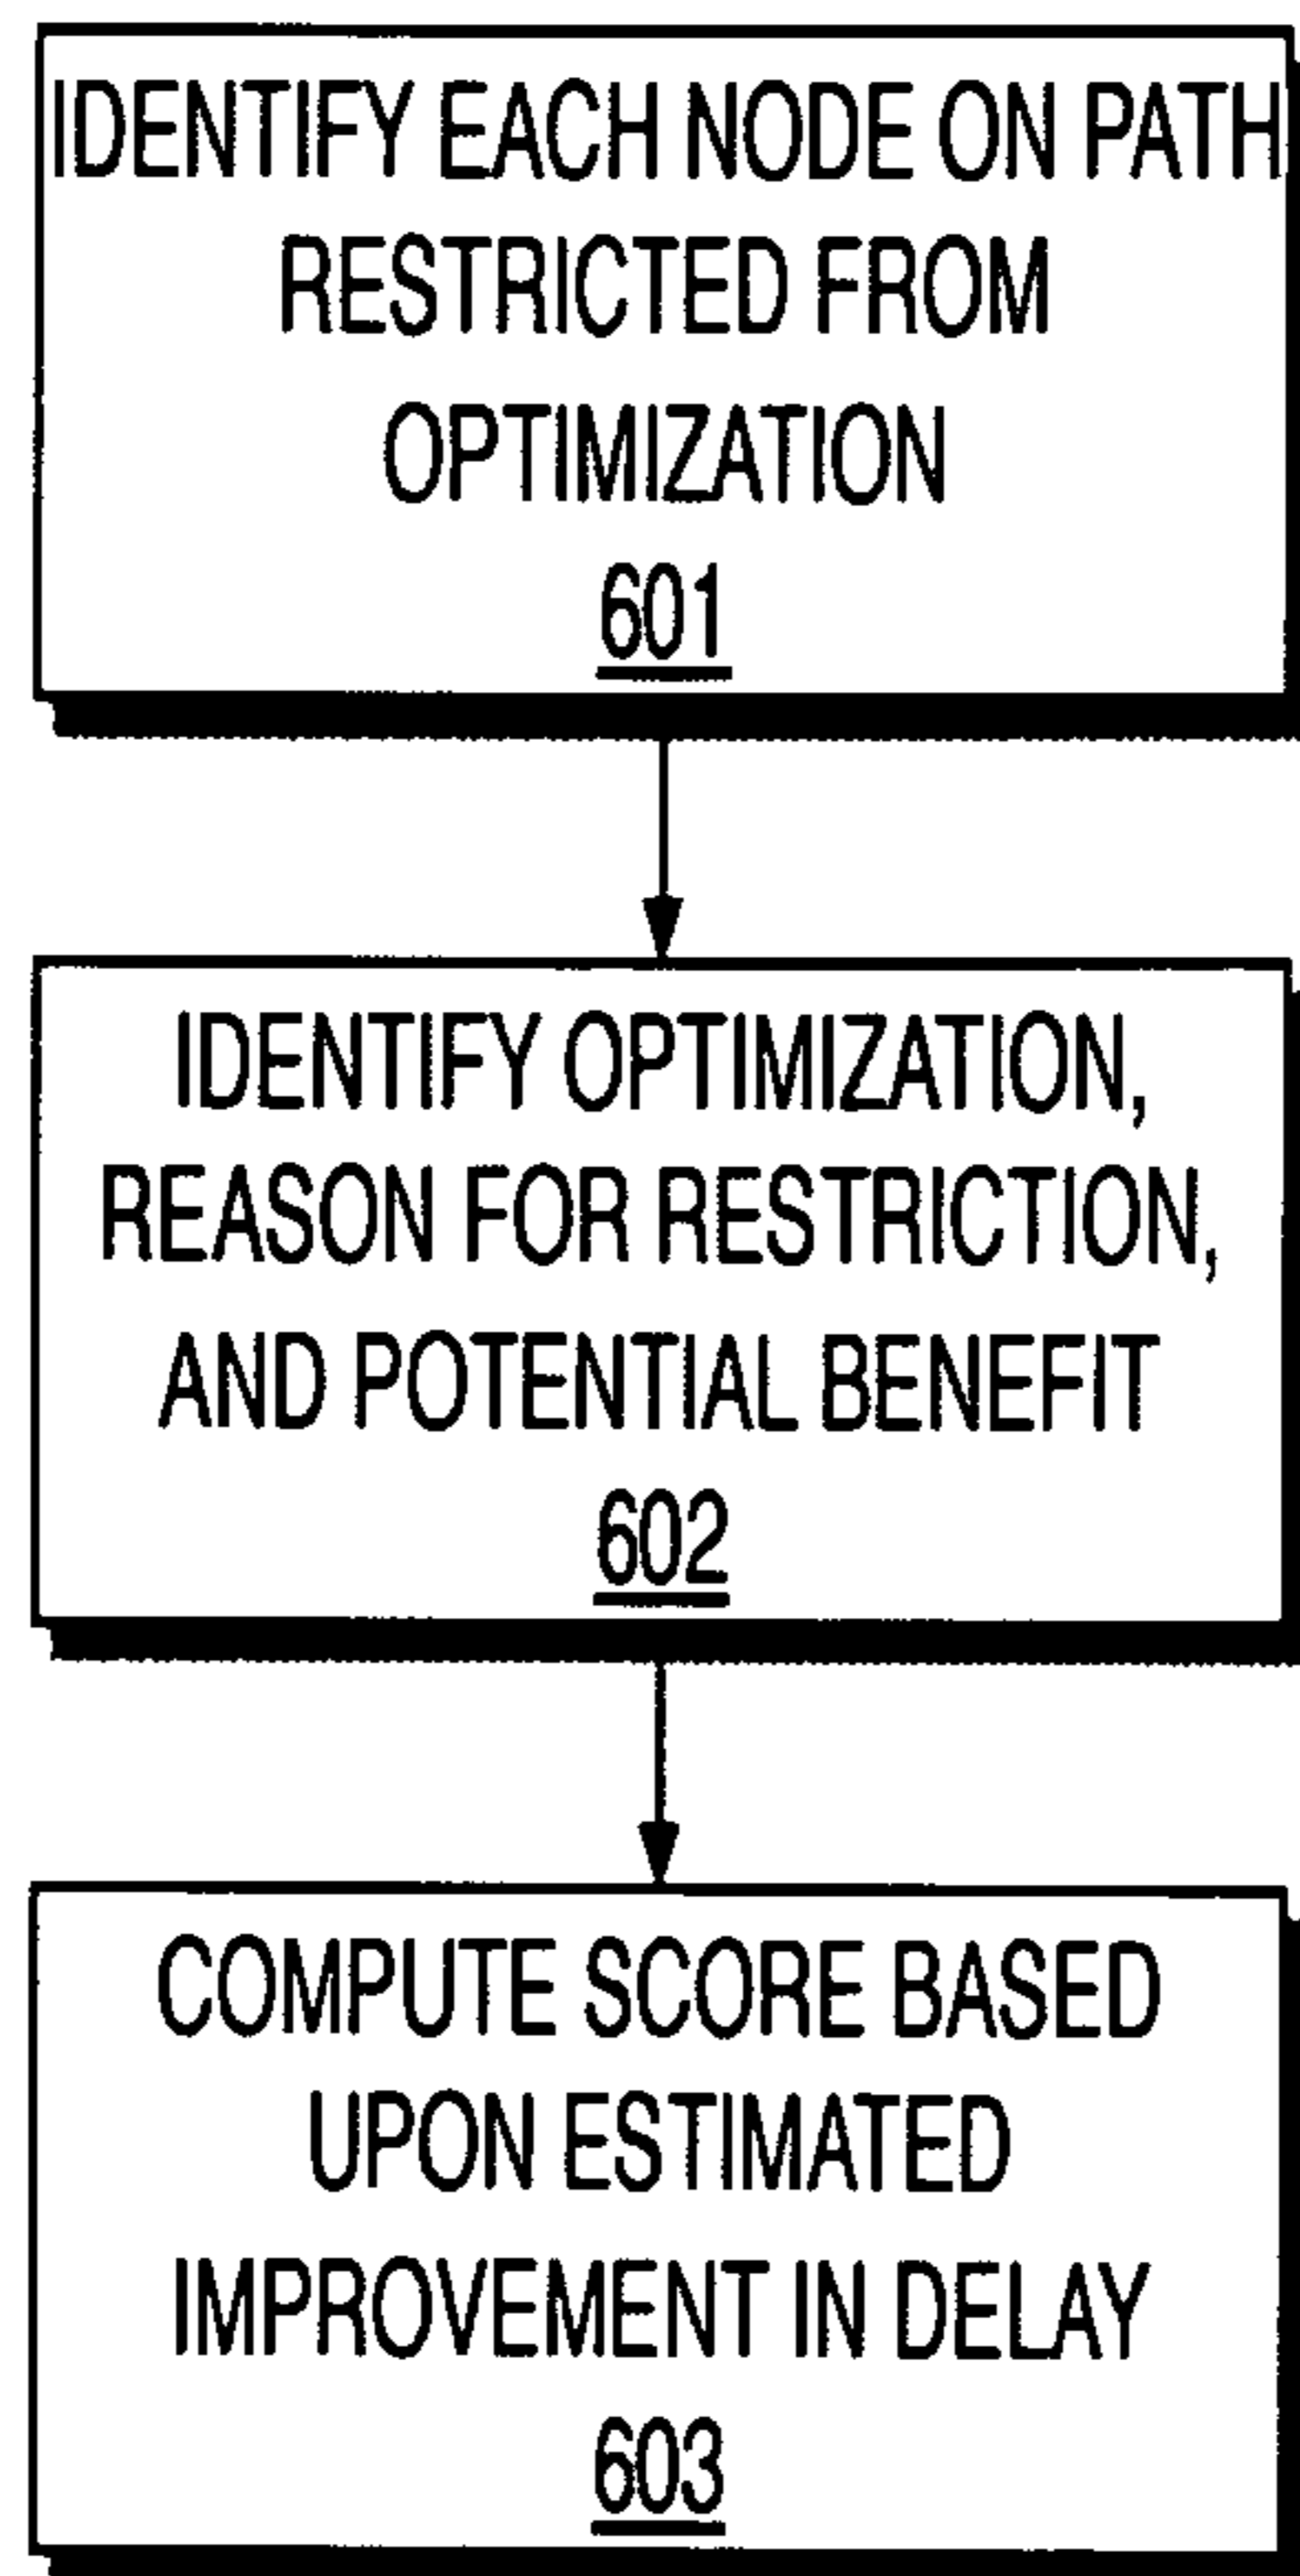 IDENTIFY EACH NODE ON PATH
RESTRICTED FROM
OPTIMIZATION
601
IDENTIFY OPTIMIZATION,
REASON FOR RESTRICTION,
AND POTENTIAL BENEFIT
602
COMPUTE SCORE BASED
UPON ESTIMATED
IMPROVEMENT IN DELAY
603